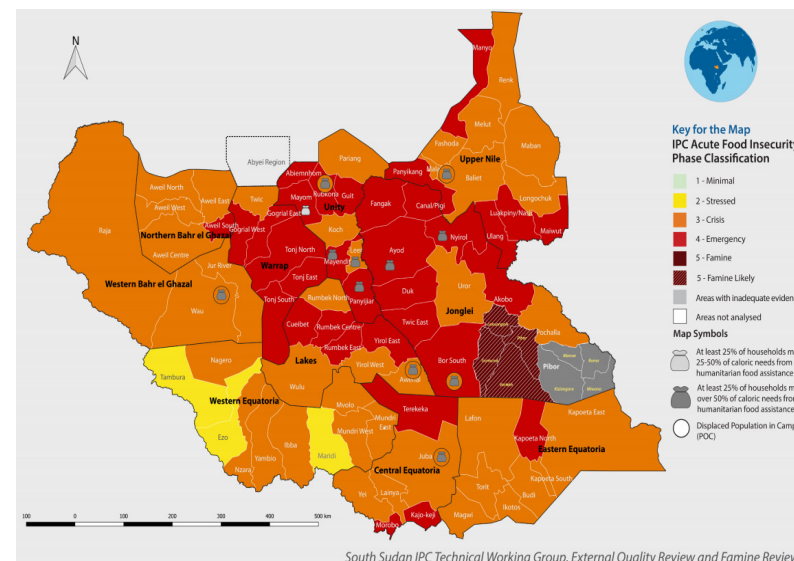 N
Manyo
Renk
Melut
Maban
Fashoda
Upper Nile
Baliet
Longochuk
Panyikang
Luakpiny/Nasir
Maiwut
Ulang
Nyirol
Canal/Pigi
Fangak
Abyei Region
Pariang
Abiemnhom
Rubkona
Guit
Mayom
Unity
Twic
Gogrial East
Gogrial West
Koch
Leer
Mayendit
Panyijiar
Aweil North
Aweil East
Aweil West
Aweil South
Northern Bahr el Ghazal
Aweil Centre
Raja
Jur River
Western Bahr el Ghazal
Wau
Warrap
Tonj North
Tonj East
Tonj South
Rumbek North
Cueibet
Rumbek Centre
Rumbek East
Yirol East
Yirol West
Awerial
Lakes
Wulu
Ayod
Duk
Uror
Twic East
Jonglei
Akobo
Pochalla
Bor South
Pibor
Nagero
Tambura
Western Equatoria
Ezo
Nzara
Yambio
Ibba
Maridi
Mvolo
Mundri West
Mundri East
Terekeka
Juba
Central Equatoria
Yei
Lainya
Morobo
Kajo-keji
Lafon
Kapoeta North
Kapoeta East
Eastern Equatoria
Kapoeta South
Torit
Budi
Ikotos
Magwi
100 0 100 200 300 400 500 km
Key for the Map
IPC Acute Food Insecurity
Phase Classification
1 - Minimal
2 - Stressed
3 - Crisis
4 - Emergency
5 - Famine
5 - Famine Likely
Areas with inadequate eviden
Areas not analysed
Map Symbols
At least 25% of households m
25-50% of caloric needs from
humanitarian food assistance
At least 25% of households m
over 50% of caloric needs fro
humanitarian food assistance
Displaced Population in Camp
(POC)
South Sudan IPC Technical Working Group, External Quality Review and Famine Review